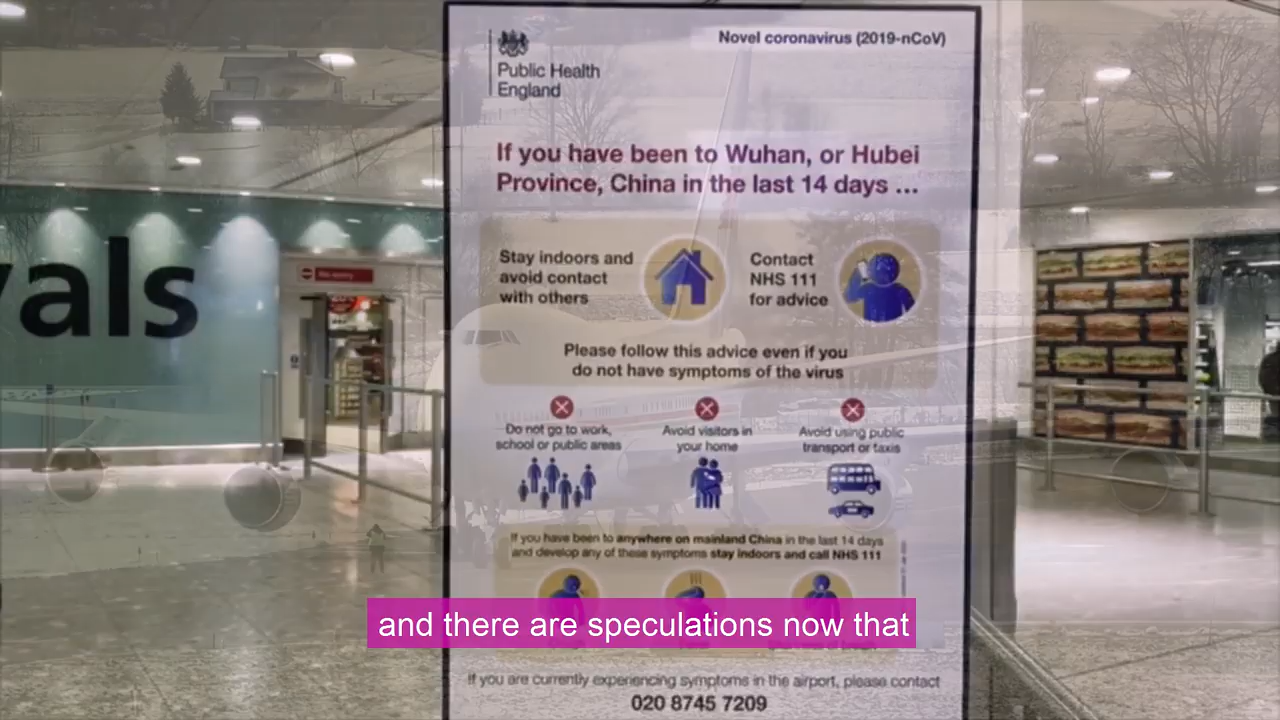 Novel coronavirus (2019-nCoV)
Public Health
England
If you have been to Wuhan, or Hubei
Province, China in the last 14 days ...
Stay indoors and
avoid contact
with others
Contact
NHS 111
for advice
Please follow this advice even if you
do not have symptoms of the virus
Do not go to work,
school or public areas
Avoid visitors in
your home
Avoid using public
transport or taxis
If you have been to anywhere on mainland China in the last 14 days
and develop any of these symptoms stay indoors and call NHS 111
and there are speculations now that
If you are currently experiencing symptoms in the airport, please contact
020 8745 7209
vals
No entry